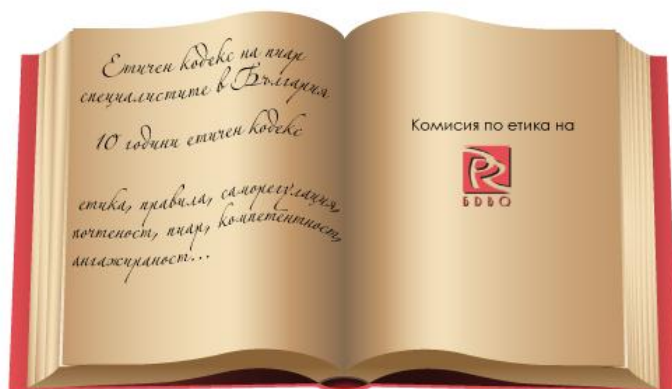 Етичен кодекс на пиар
специалистите в България
10 години етичен кодекс
етика, правила, саморегулация,
почтеност, пиар, компетентност,
ангажираност...
Комисия по етика на
БДВО